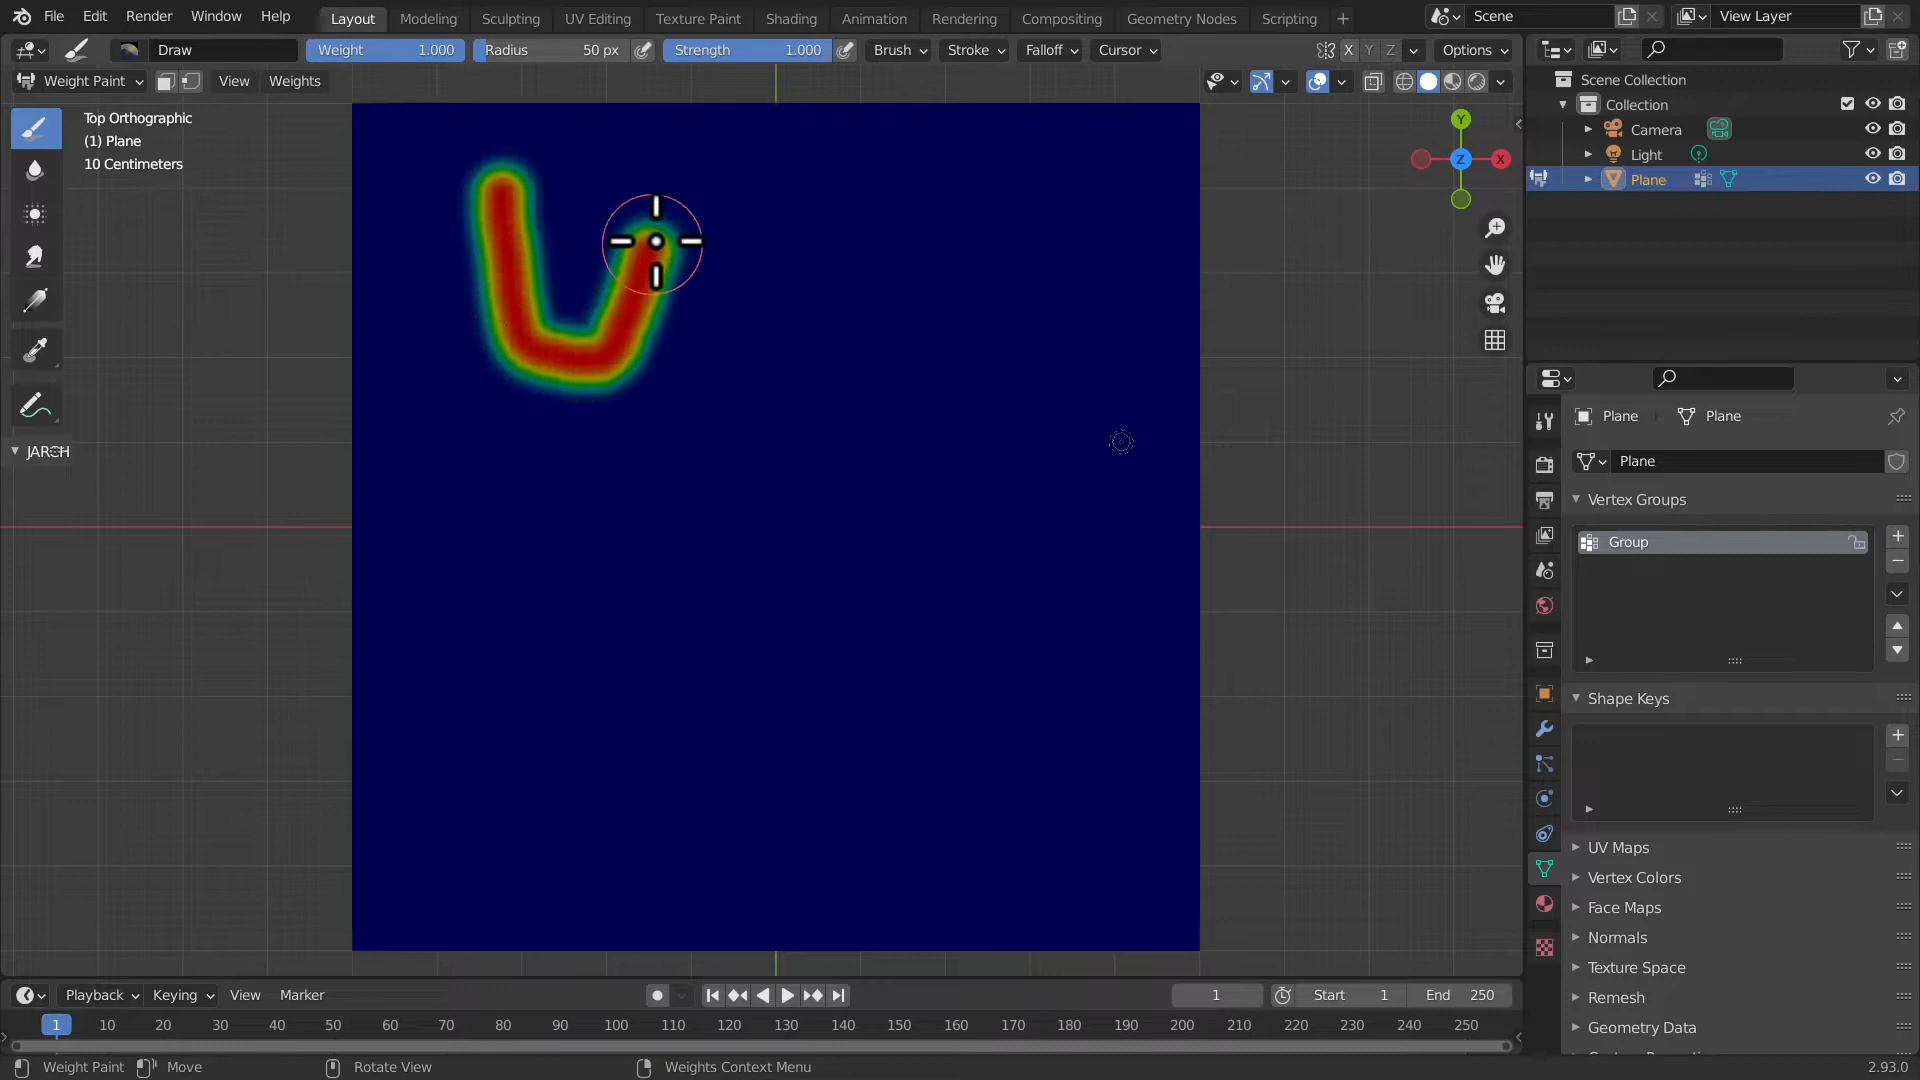 File Edit Render Window Help Layout Modeling Sculpting UV Editing Texture Paint Shading Animation Rendering Compositing Geometry Nodes Scripting + Scene View Layer
Draw Weight 1.000 Radius 50 px Strength 1.000 Brush Stroke Falloff Cursor X Y Z Options
Weight Paint View Weights
Scene Collection
Collection
Camera
Light
Plane
Top Orthographic
(1) Plane
10 Centimeters
Y
Z X
Plane Plane
Plane
Vertex Groups
Group
Shape Keys
UV Maps
Vertex Colors
Face Maps
Normals
Texture Space
Remesh
Geometry Data
Playback Keying View Marker 1 Start 1 End 250
1 10 20 30 40 50 60 70 80 90 100 110 120 130 140 150 160 170 180 190 200 210 220 230 240 250
Weight Paint Move Rotate View Weights Context Menu 2.93.0